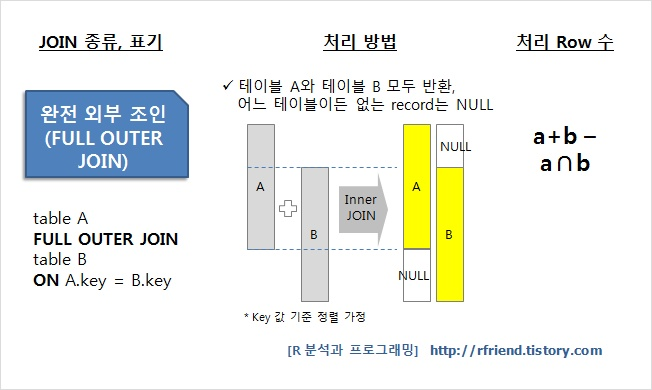 JOIN 종류, 표기
처리 방법
처리 Row 수
완전 외부 조인
(FULL OUTER
JOIN)
✓ 테이블 A와 테이블 B 모두 반환,
어느 테이블이든 없는 record는 NULL
a+b –
a∩b
NULL
A
A
Inner
JOIN
B
B
NULL
table A
FULL OUTER JOIN
table B
ON A.key = B.key
* Key 값 기준 정렬 가정
[R 분석과 프로그래밍] http://rfriend.tistory.com